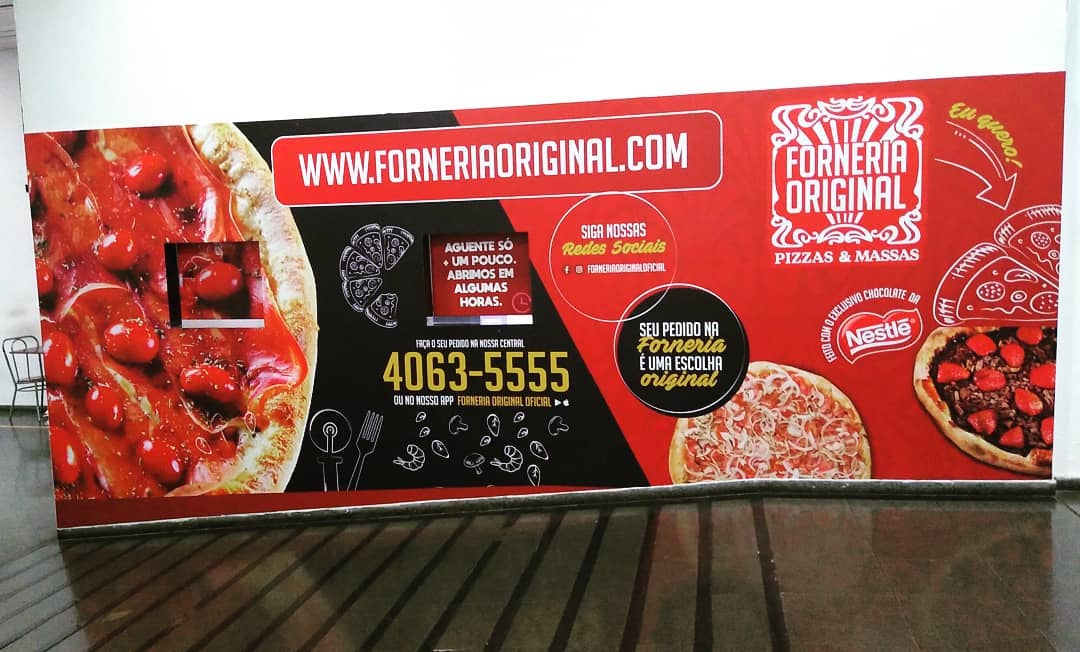 WWW.FORNERIAORIGINAL.COM
AGUENTE SÓ
+ UM POUCO.
ABRIMOS EM
ALGUMAS
HORAS.
FAÇA O SEU PEDIDO NA NOSSA CENTRAL
4063-5555
OU NO NOSSO APP FORNERIA ORIGINAL OFICIAL
SIGA NOSSAS
Redes Sociais
FORNERIAORIGINALOFICIAL
SEU PEDIDO NA
Forneria
É UMA ESCOLHA
original
FORNERIA
ORIGINAL
PIZZAS & MASSAS
Eu quero!
FEITO COM O EXCLUSIVO CHOCOLATE DA
Nestlé